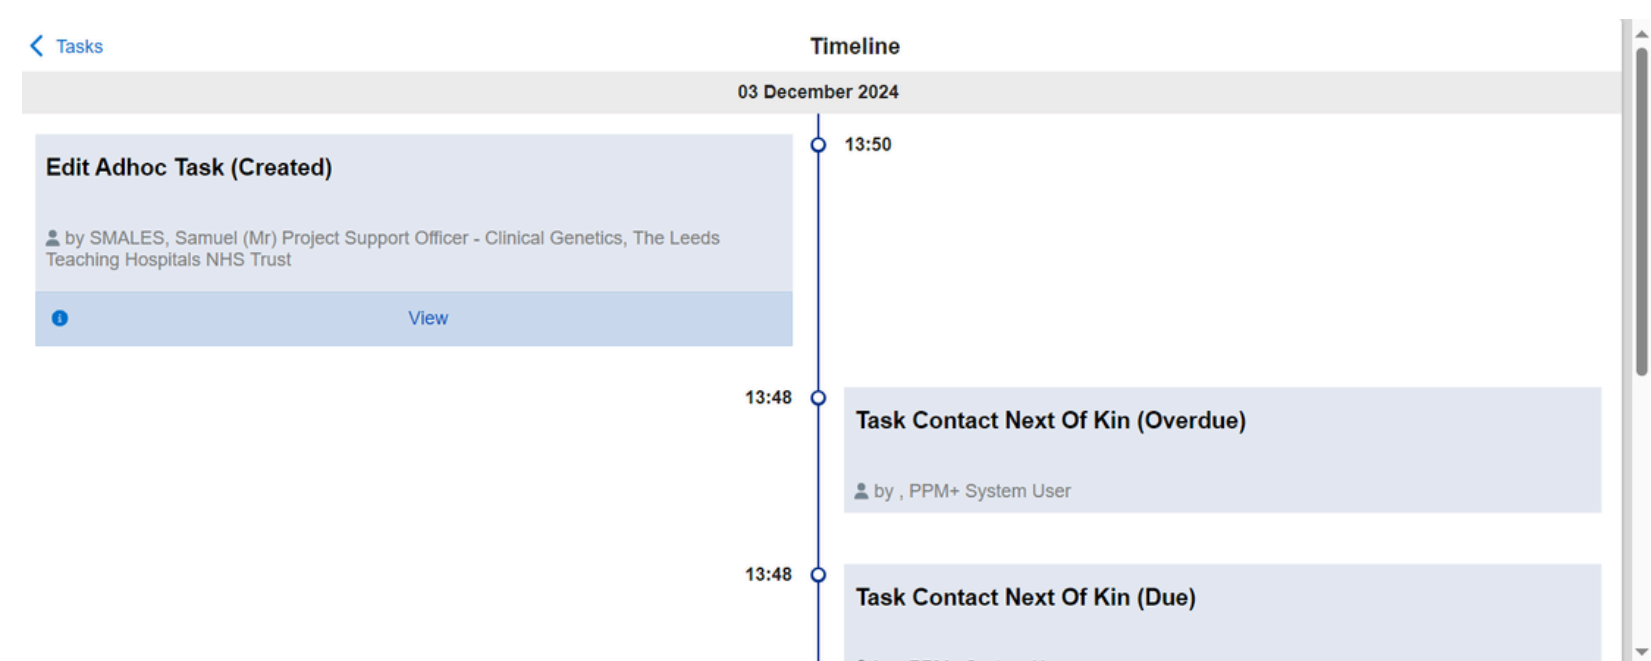 Tasks
Timeline
03 December 2024
13:50
Edit Adhoc Task (Created)
by SMALES, Samuel (Mr) Project Support Officer - Clinical Genetics, The Leeds
Teaching Hospitals NHS Trust
View
13:48
Task Contact Next Of Kin (Overdue)
by , PPM+ System User
13:48
Task Contact Next Of Kin (Due)